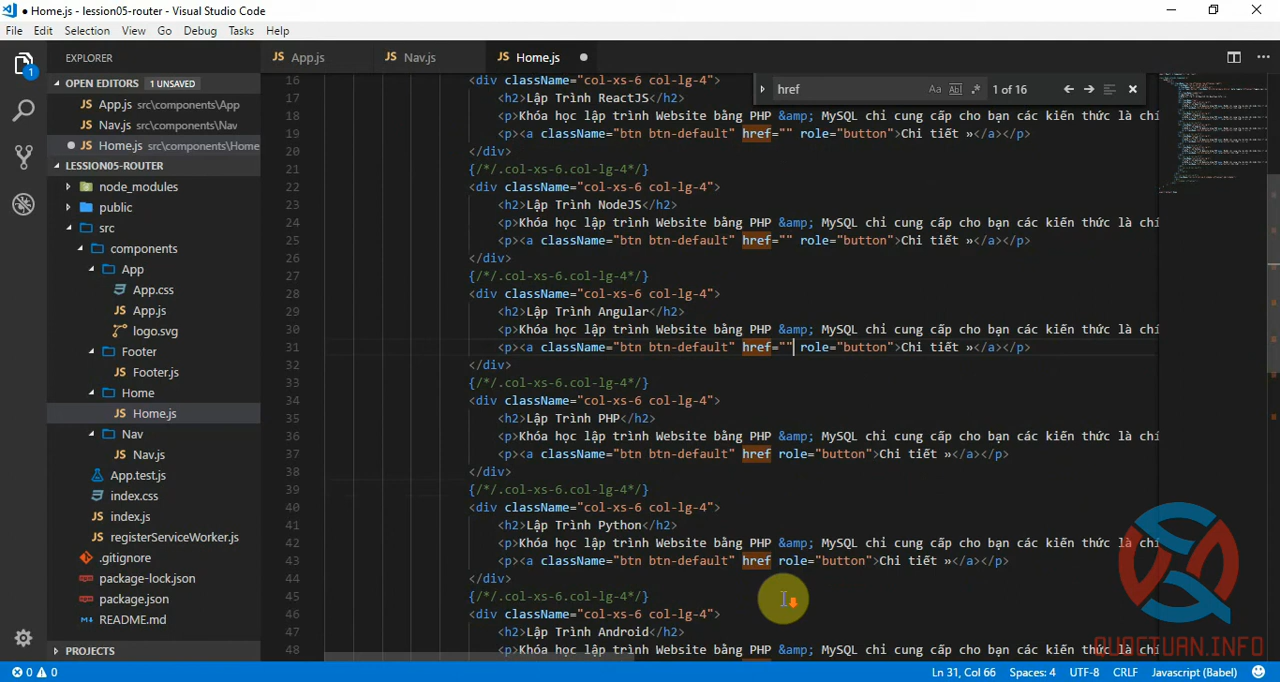 ● Home.js - lession05-router - Visual Studio Code
File Edit Selection View Go Debug Tasks Help
EXPLORER
OPEN EDITORS 1 UNSAVED
App.js src\components\App
Nav.js src\components\Nav
● Home.js src\components\Home
LESSION05-ROUTER
node_modules
public
src
components
App
App.css
App.js
logo.svg
Footer
Footer.js
Home
Home.js
Nav
Nav.js
App.test.js
index.css
index.js
registerServiceWorker.js
.gitignore
package-lock.json
package.json
README.md
PROJECTS
1
App.js Nav.js Home.js ●
href Aa Abl .* 1 of 16
16 <div className="col-xs-6 col-lg-4">
17 <h2>Lập Trình ReactJS</h2>
18 <p>Khóa học lập trình Website bằng PHP &amp; MySQL chỉ cung cấp cho bạn các kiến thức là chỉ
19 <p><a className="btn btn-default" href="" role="button">Chi tiết »</a></p>
20 </div>
21 {/*/.col-xs-6.col-lg-4*/}
22 <div className="col-xs-6 col-lg-4">
23 <h2>Lập Trình NodeJS</h2>
24 <p>Khóa học lập trình Website bằng PHP &amp; MySQL chỉ cung cấp cho bạn các kiến thức là chỉ
25 <p><a className="btn btn-default" href="" role="button">Chi tiết »</a></p>
26 </div>
27 {/*/.col-xs-6.col-lg-4*/}
28 <div className="col-xs-6 col-lg-4">
29 <h2>Lập Trình Angular</h2>
30 <p>Khóa học lập trình Website bằng PHP &amp; MySQL chỉ cung cấp cho bạn các kiến thức là chỉ
31 <p><a className="btn btn-default" href="" role="button">Chi tiết »</a></p>
32 </div>
33 {/*/.col-xs-6.col-lg-4*/}
34 <div className="col-xs-6 col-lg-4">
35 <h2>Lập Trình PHP</h2>
36 <p>Khóa học lập trình Website bằng PHP &amp; MySQL chỉ cung cấp cho bạn các kiến thức là chỉ
37 <p><a className="btn btn-default" href role="button">Chi tiết »</a></p>
38 </div>
39 {/*/.col-xs-6.col-lg-4*/}
40 <div className="col-xs-6 col-lg-4">
41 <h2>Lập Trình Python</h2>
42 <p>Khóa học lập trình Website bằng PHP &amp; MySQL chỉ cung cấp cho bạn các kiến thức là chỉ
43 <p><a className="btn btn-default" href role="button">Chi tiết »</a></p>
44 </div>
45 {/*/.col-xs-6.col-lg-4*/}
46 <div className="col-xs-6 col-lg-4">
47 <h2>Lập Trình Android</h2>
48 <p>Khóa học lập trình Website bằng PHP &amp; MySQL chỉ cung cấp cho bạn các kiến thức là chỉ
QUOCTUAN.INFO
0 0 Ln 31, Col 66 Spaces: 4 UTF-8 CRLF Javascript (Babel)